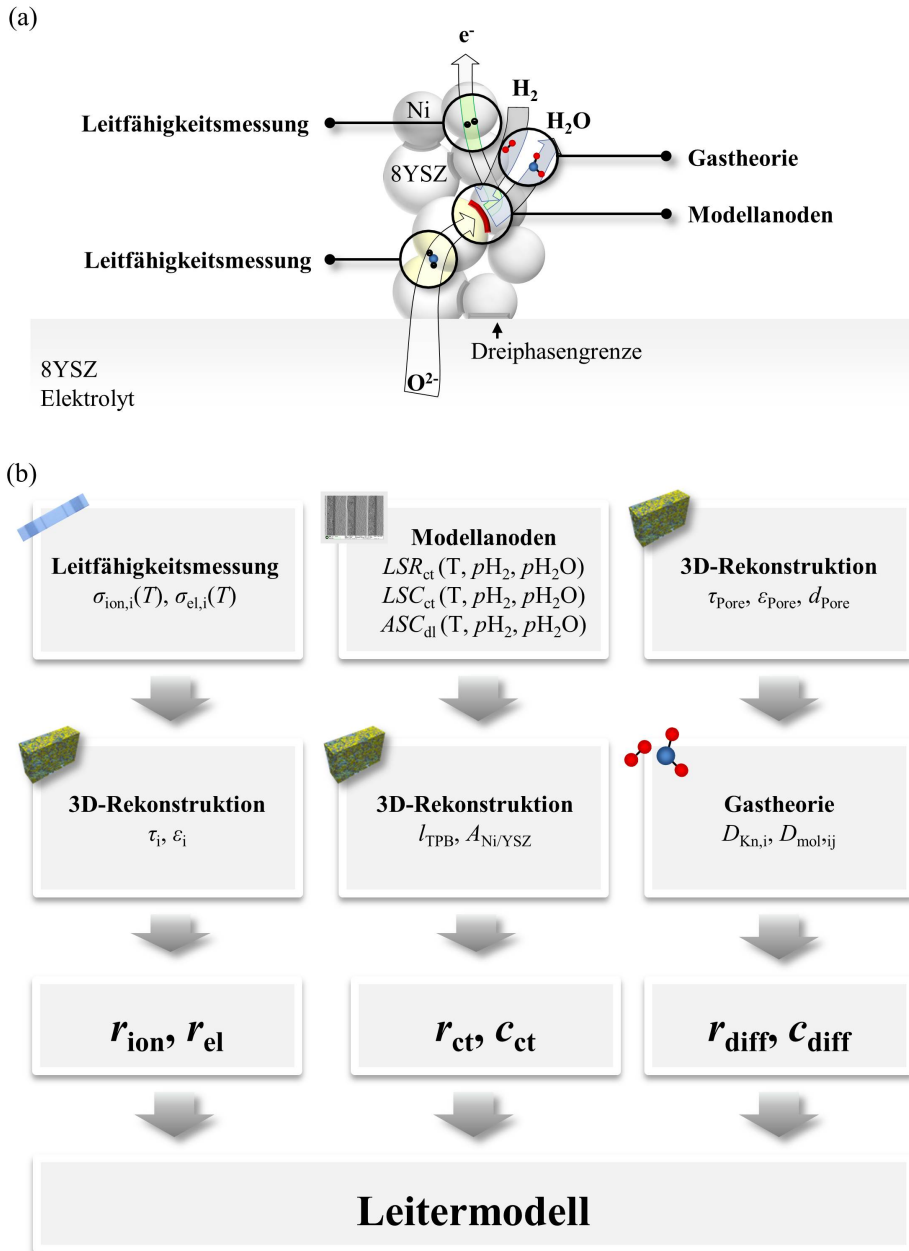 (a)
e-
Ni
H2
H2O
Leitfähigkeitsmessung
Gastheorie
8YSZ
Modellanoden
Leitfähigkeitsmessung
Dreiphasengrenze
8YSZ
Elektrolyt
O2-
(b)
Leitfähigkeitsmessung
σion,i(T), σel,i(T)
Modellanoden
LSRct (T, pH2, pH2O)
LSCct (T, pH2, pH2O)
ASCdl (T, pH2, pH2O)
3D-Rekonstruktion
τPore, εPore, dPore
3D-Rekonstruktion
τi, εi
3D-Rekonstruktion
lTPB, ANi/YSZ
Gastheorie
DKn,i, Dmol,ij
rion, rel
rct, cct
rdiff, cdiff
Leitermodell